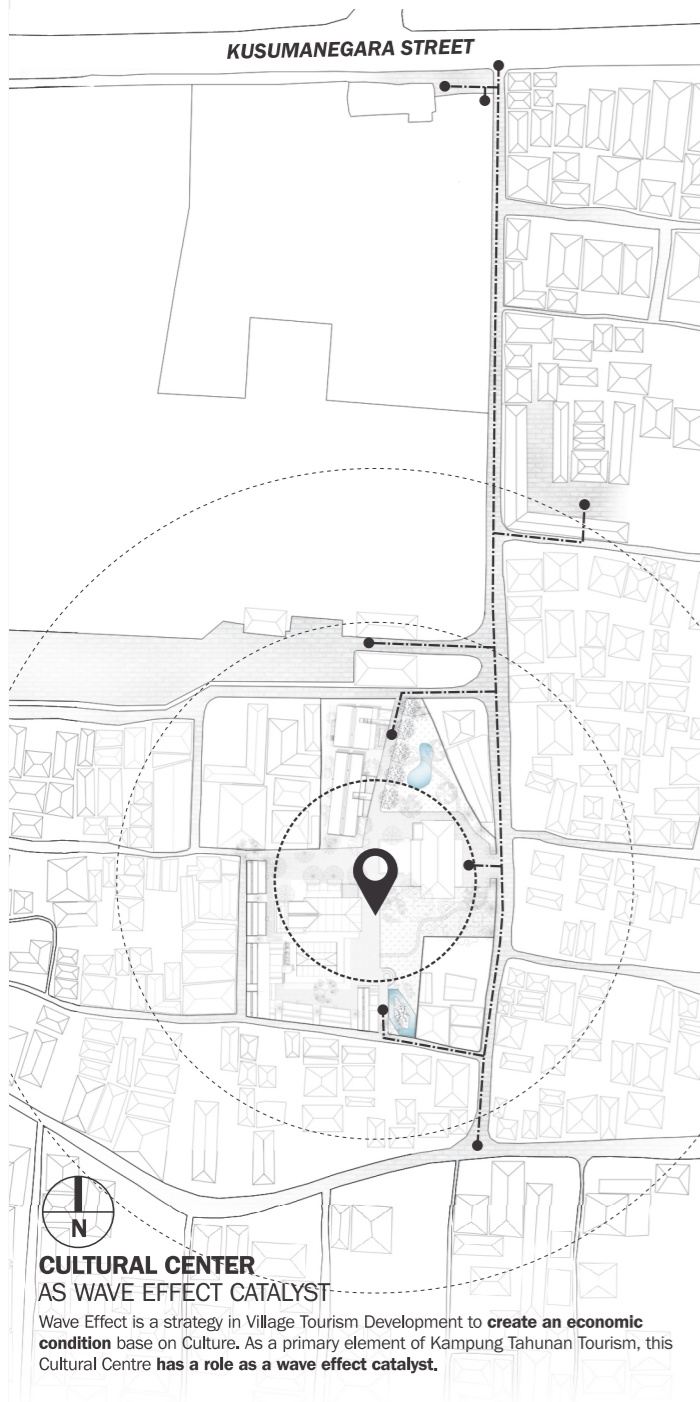 KUSUMANEGARA STREET
N
CULTURAL CENTER
AS WAVE EFFECT CATALYST
Wave Effect is a strategy in Village Tourism Development to create an economic
condition base on Culture. As a primary element of Kampung Tahunan Tourism, this
Cultural Centre has a role as a wave effect catalyst.